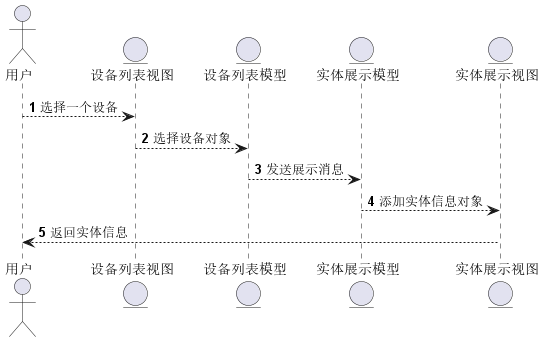 用户 设备列表视图 设备列表模型 实体展示模型 实体展示视图
1 选择一个设备
2 选择设备对象
3 发送展示消息
4 添加实体信息对象
5 返回实体信息
用户 设备列表视图 设备列表模型 实体展示模型 实体展示视图